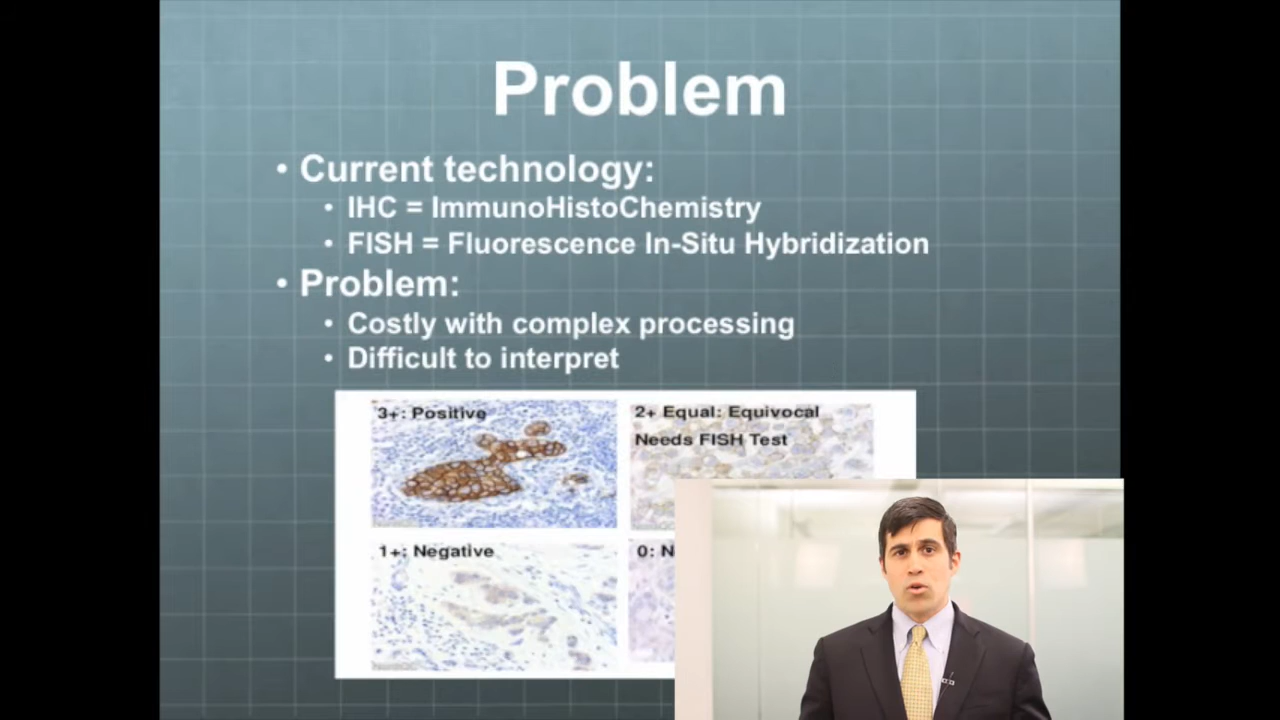 Problem
• Current technology:
• IHC = ImmunoHistoChemistry
• FISH = Fluorescence In-Situ Hybridization
• Problem:
• Costly with complex processing
• Difficult to interpret
3+: Positive
2+ Equal: Equivocal
Needs FISH Test
1+: Negative
0: N